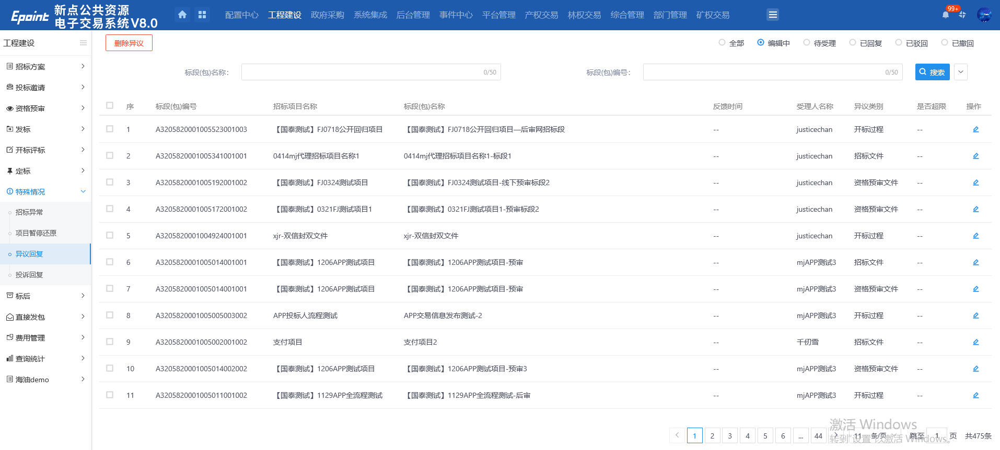 Epoint 新点公共资源
电子交易系统V8.0
配置中心 工程建设 政府采购 系统集成 后台管理 事件中心 平台管理 产权交易 林权交易 综合管理 部门管理 矿权交易
99+
工程建设
招标方案
投标邀请
资格预审
发标
开标评标
定标
特殊情况
招标异常
项目暂停还原
异议回复
投诉回复
标后
直接发包
费用管理
查询统计
海油demo
删除异议
全部 编辑中 待受理 已回复 已驳回 已撤回
标段(包)名称: 0/50 标段(包)编号: 0/50 搜索
序 标段(包)编号 招标项目名称 标段(包)名称 反馈时间 受理人名称 异议类别 是否超限 操作
1 A3205820001005523001003 【国泰测试】FJ0718公开回归项目 【国泰测试】FJ0718公开回归项目—后审网招标段 -- justicechan 开标过程 --
2 A3205820001005341001001 0414mj代理招标项目名称1 0414mj代理招标项目名称1-标段1 -- justicechan 招标文件 --
3 A3205820001005192001002 【国泰测试】FJ0324测试项目 【国泰测试】FJ0324测试项目-线下预审标段2 -- justicechan 资格预审文件 --
4 A3205820001005172001002 【国泰测试】0321FJ测试项目1 【国泰测试】0321FJ测试项目1-预审标段2 -- justicechan 资格预审文件 --
5 A3205820001004924001001 xjr-双信封双文件 xjr-双信封双文件 -- justicechan 开标过程 --
6 A3205820001005014001001 【国泰测试】1206APP测试项目 【国泰测试】1206APP测试项目-预审 -- mjAPP测试3 招标文件 --
7 A3205820001005014001001 【国泰测试】1206APP测试项目 【国泰测试】1206APP测试项目-预审 -- mjAPP测试3 资格预审文件 --
8 A3205820001005005003002 APP投标人流程测试 APP交易信息发布测试-2 -- mjAPP测试3 开标过程 --
9 A3205820001005002001002 支付项目 支付项目2 -- 千仞雪 招标文件 --
10 A3205820001005014002002 【国泰测试】1206APP测试项目 【国泰测试】1206APP测试项目-预审3 -- mjAPP测试3 资格预审文件 --
11 A3205820001005011001002 【国泰测试】1129APP全流程测试 【国泰测试】1129APP全流程测试-后审 -- mjAPP测试3 开标过程 --
1 2 3 4 5 6 ... 44 11 条/页 跳至 1 页 共475条
激活 Windows
转到"设置"以激活 Windows。